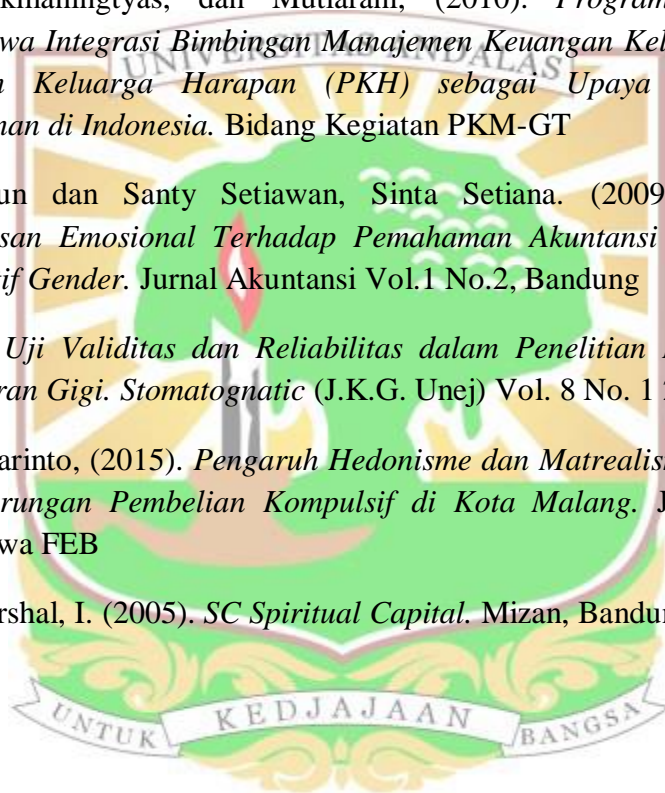 dan Mutiarani, (2010). Program
wa Integrasi Bimbingan Manajemen Keuangan Kel
UNIVERSITAS ANDALAS
Keluarga Harapan (PKH) sebagai Upaya
nan di Indonesia. Bidang Kegiatan PKM-GT
un dan Santy Setiawan, Sinta Setiana. (2009
san Emosional Terhadap Pemahaman Akuntansi
if Gender. Jurnal Akuntansi Vol.1 No.2, Bandung
Uji Validitas dan Reliabilitas dalam Penelitian
ran Gigi. Stomatognatic (J.K.G. Unej) Vol. 8 No. 1
arinto, (2015). Pengaruh Hedonisme dan Matrealis
rungan Pembelian Kompulsif di Kota Malang. J
wa FEB
rshal, I. (2005). SC Spiritual Capital. Mizan, Bandu
UNTUK KEDJAJAAN BANGSA